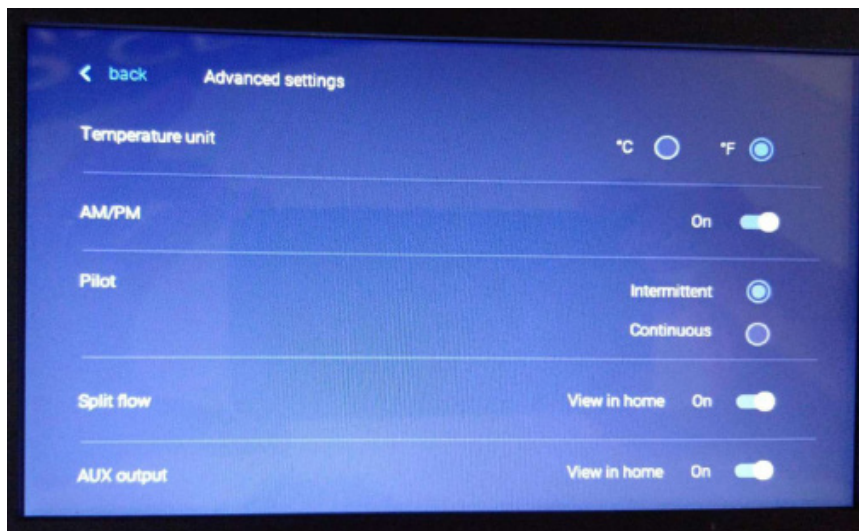 back Advanced settings
Temperature unit °C °F
AM/PM On
Pilot Intermittent
Continuous
Split flow View in home On
AUX output View in home On